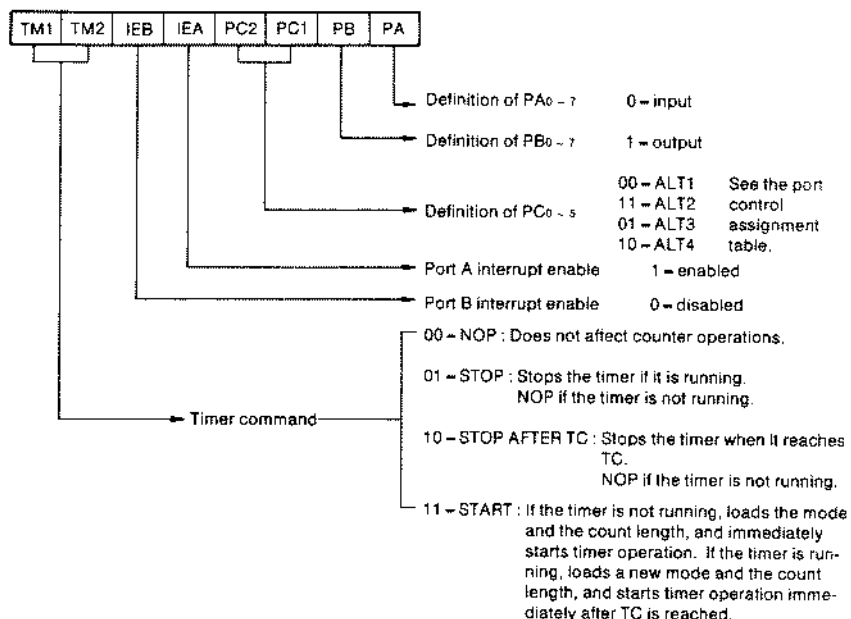 TM1 TM2 IEB IEA PC2 PC1 PB PA
Definition of PA0 ~ 7 0 – input
Definition of PB0 ~ 7 1 – output
Definition of PC0 ~ 5
00 – ALT1 See the port
11 – ALT2 control
01 – ALT3 assignment
10 – ALT4 table.
Port A interrupt enable 1 – enabled
Port B interrupt enable 0 – disabled
Timer command
00 – NOP : Does not affect counter operations.
01 – STOP : Stops the timer if it is running.
NOP if the timer is not running.
10 – STOP AFTER TC : Stops the timer when it reaches
TC.
NOP if the timer is not running.
11 – START : If the timer is not running, loads the mode
and the count length, and immediately
starts timer operation. If the timer is run-
ning, loads a new mode and the count
length, and starts timer operation imme-
diately after TC is reached.